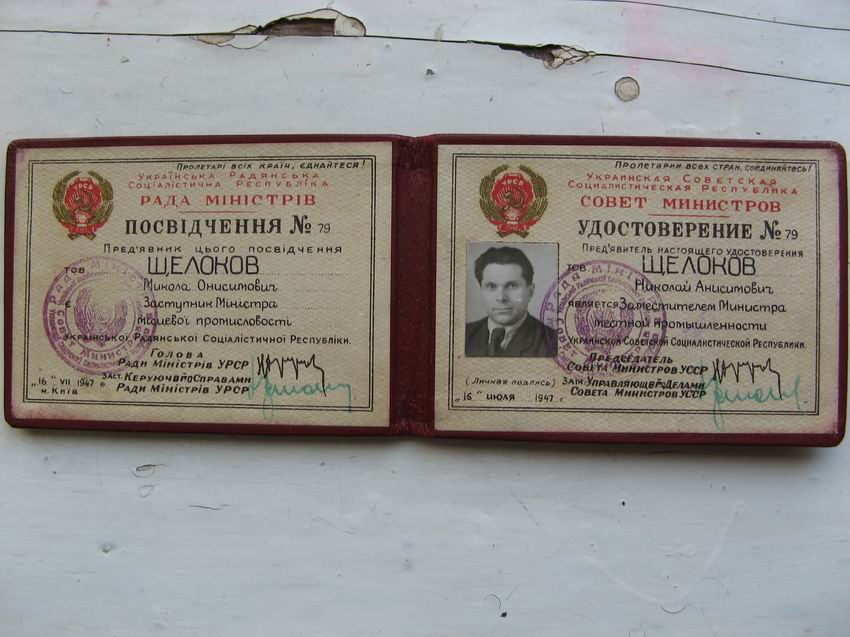 Пролетарі всіх країн, єднайтеся!
УРСР
Українська Радянська
Соціалістична Республіка
РАДА МІНІСТРІВ
ПОСВІДЧЕННЯ № 79
Пред'явник цього посвідчення
тов ЩЕЛОКОВ
Микола Онисимович
є Заступник Міністра
місцевої промисловості
Української Радянської Соціалістичної Республіки.
Голова
Ради Міністрів УРСР
Заст. Керуючого Справами
Ради Міністрів УРСР
„16" VII 1947 р.
м. Київ
Пролетарии всех стран, соединяйтесь!
УРСР
Украинская Советская
Социалистическая Республика
СОВЕТ МИНИСТРОВ
УДОСТОВЕРЕНИЕ № 79
Пред'явитель настоящего удостоверения
тов ЩЕЛОКОВ
Николай Анисимович
является Заместителем Министра
местной промышленности
Украинской Советской Социалистической Республики.
Председатель
Совета Министров УССР
(Личная подпись)
Зам. Управляющего Делами
Совета Министров УССР
„16" июля 1947 г.